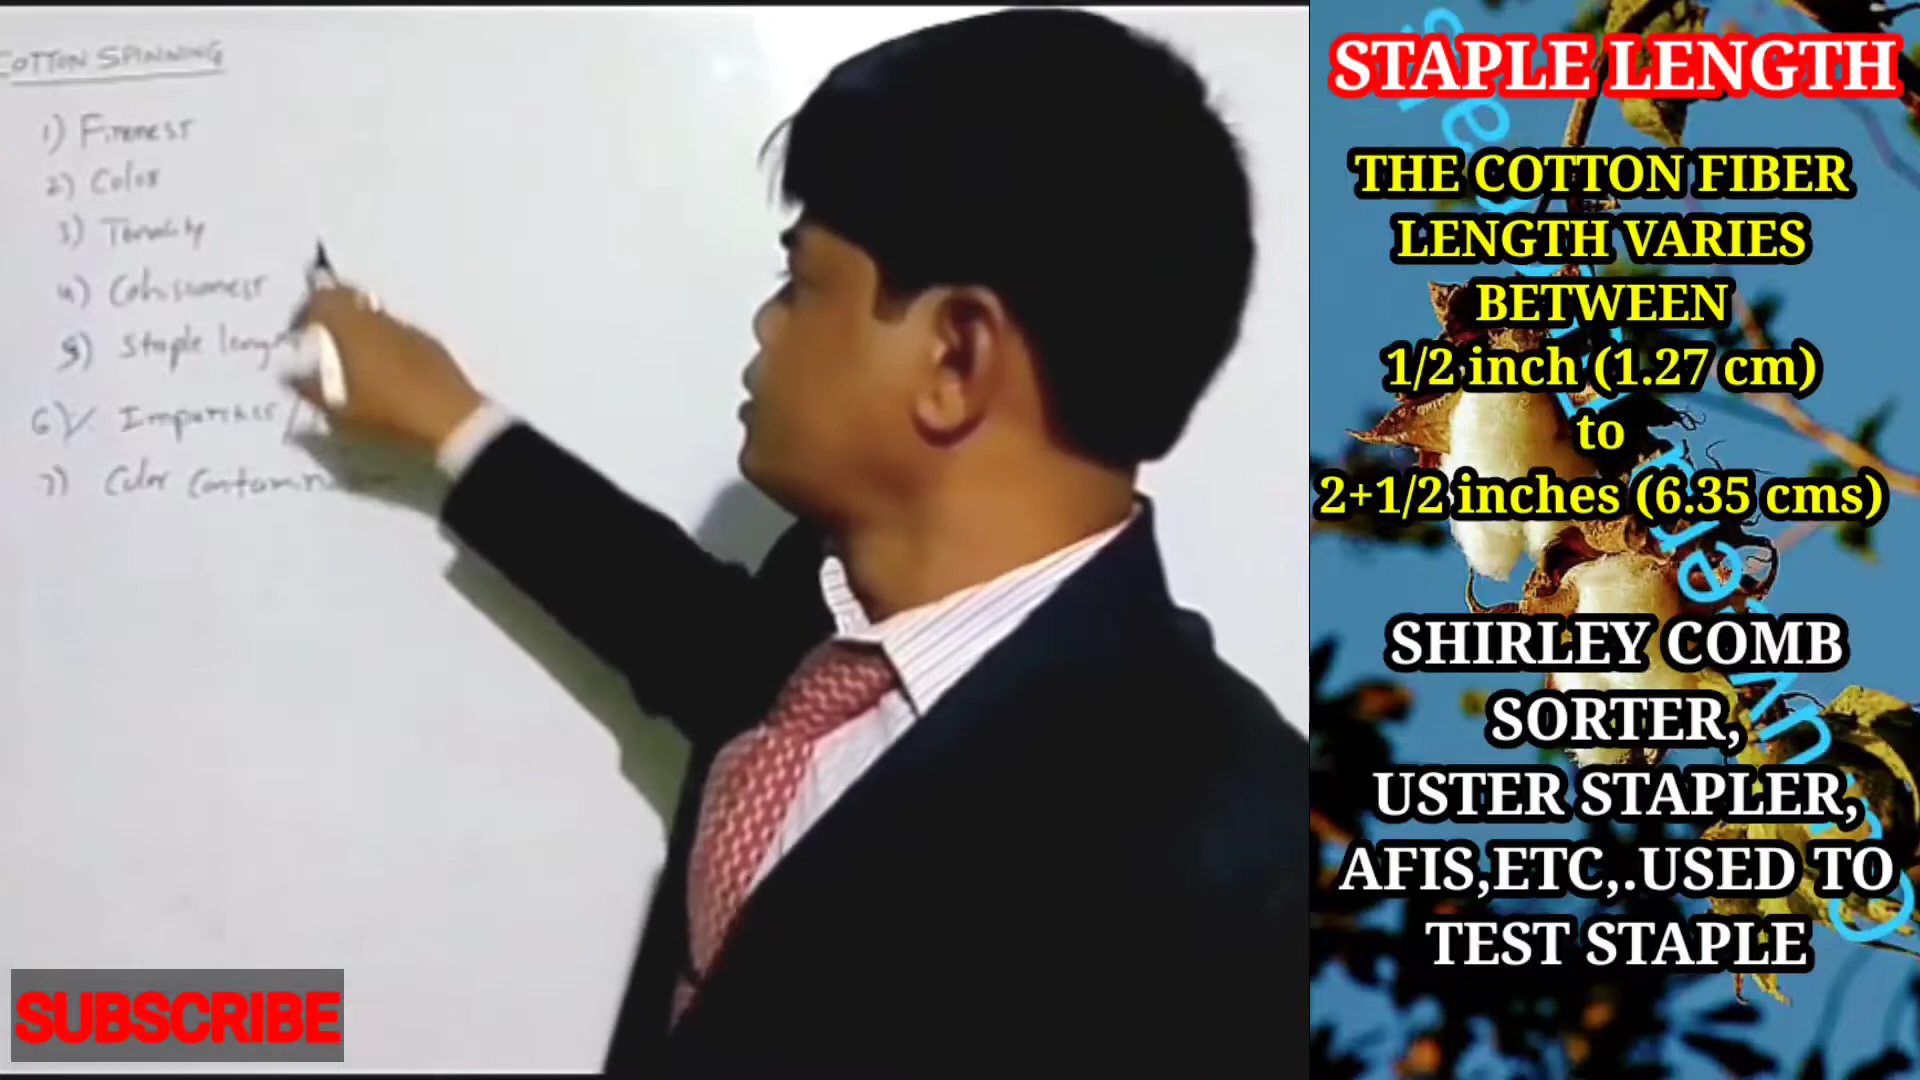 COTTON SPINNING
1) Fineness
2) Color
3) Tenacity
4) Cohesiveness
5) Staple length
6) % Impurities
7) Color Contamin
SUBSCRIBE
STAPLE LENGTH
THE COTTON FIBER
LENGTH VARIES
BETWEEN
1/2 inch (1.27 cm)
to
2+1/2 inches (6.35 cms)
SHIRLEY COMB
SORTER,
USTER STAPLER,
AFIS,ETC,.USED TO
TEST STAPLE